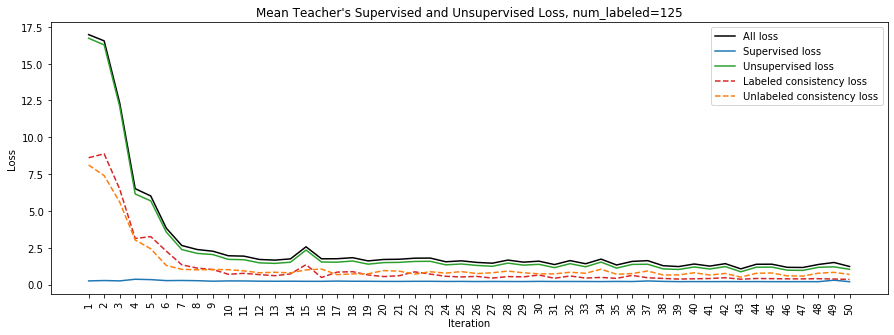 Mean Teacher's Supervised and Unsupervised Loss, num_labeled=125
17.5
15.0
12.5
10.0
7.5
5.0
2.5
0.0
Loss
All loss
Supervised loss
Unsupervised loss
Labeled consistency loss
Unlabeled consistency loss
1 2 3 4 5 6 7 8 9 10 11 12 13 14 15 16 17 18 19 20 21 22 23 24 25 26 27 28 29 30 31 32 33 34 35 36 37 38 39 40 41 42 43 44 45 46 47 48 49 50
Iteration